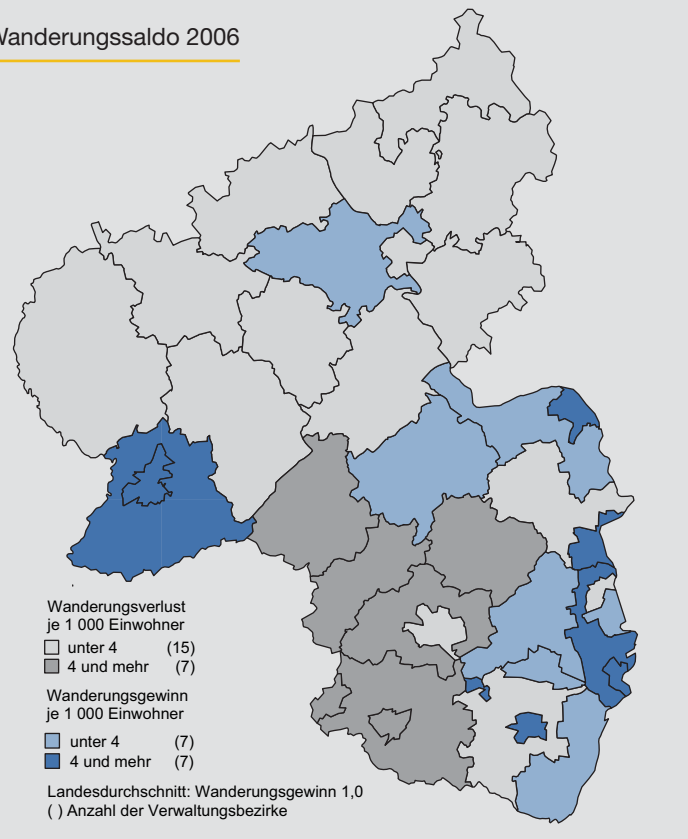 Wanderungssaldo 2006
Wanderungsverlust
je 1 000 Einwohner
unter 4 (15)
4 und mehr (7)
Wanderungsgewinn
je 1 000 Einwohner
unter 4 (7)
4 und mehr (7)
Landesdurchschnitt: Wanderungsgewinn 1,0
( ) Anzahl der Verwaltungsbezirke